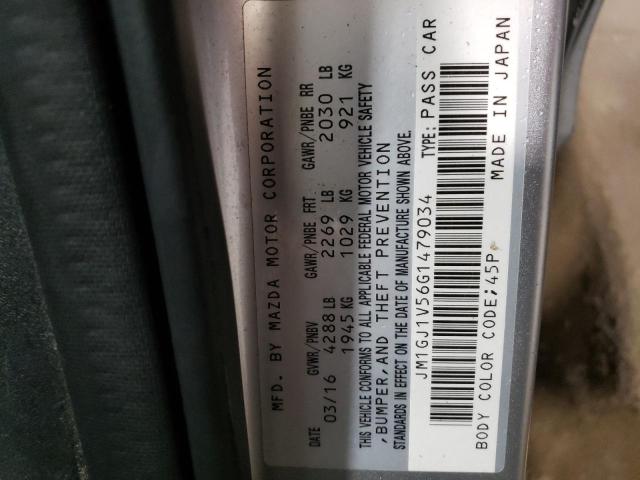 MFD. BY MAZDA MOTOR CORPORATION
DATE GVWR/PNBV GAWR/PNBE FRT GAWR/PNBE RR
03/16 4288 LB 2269 LB 2030 LB
1945 KG 1029 KG 921 KG
THIS VEHICLE CONFORMS TO ALL APPLICABLE FEDERAL MOTOR VEHICLE SAFETY
, BUMPER, AND THEFT PREVENTION
STANDARDS IN EFFECT ON THE DATE OF MANUFACTURE SHOWN ABOVE.
JM1GJ1V56G1479034 TYPE: PASS CAR
BODY COLOR CODE;45P MADE IN JAPAN